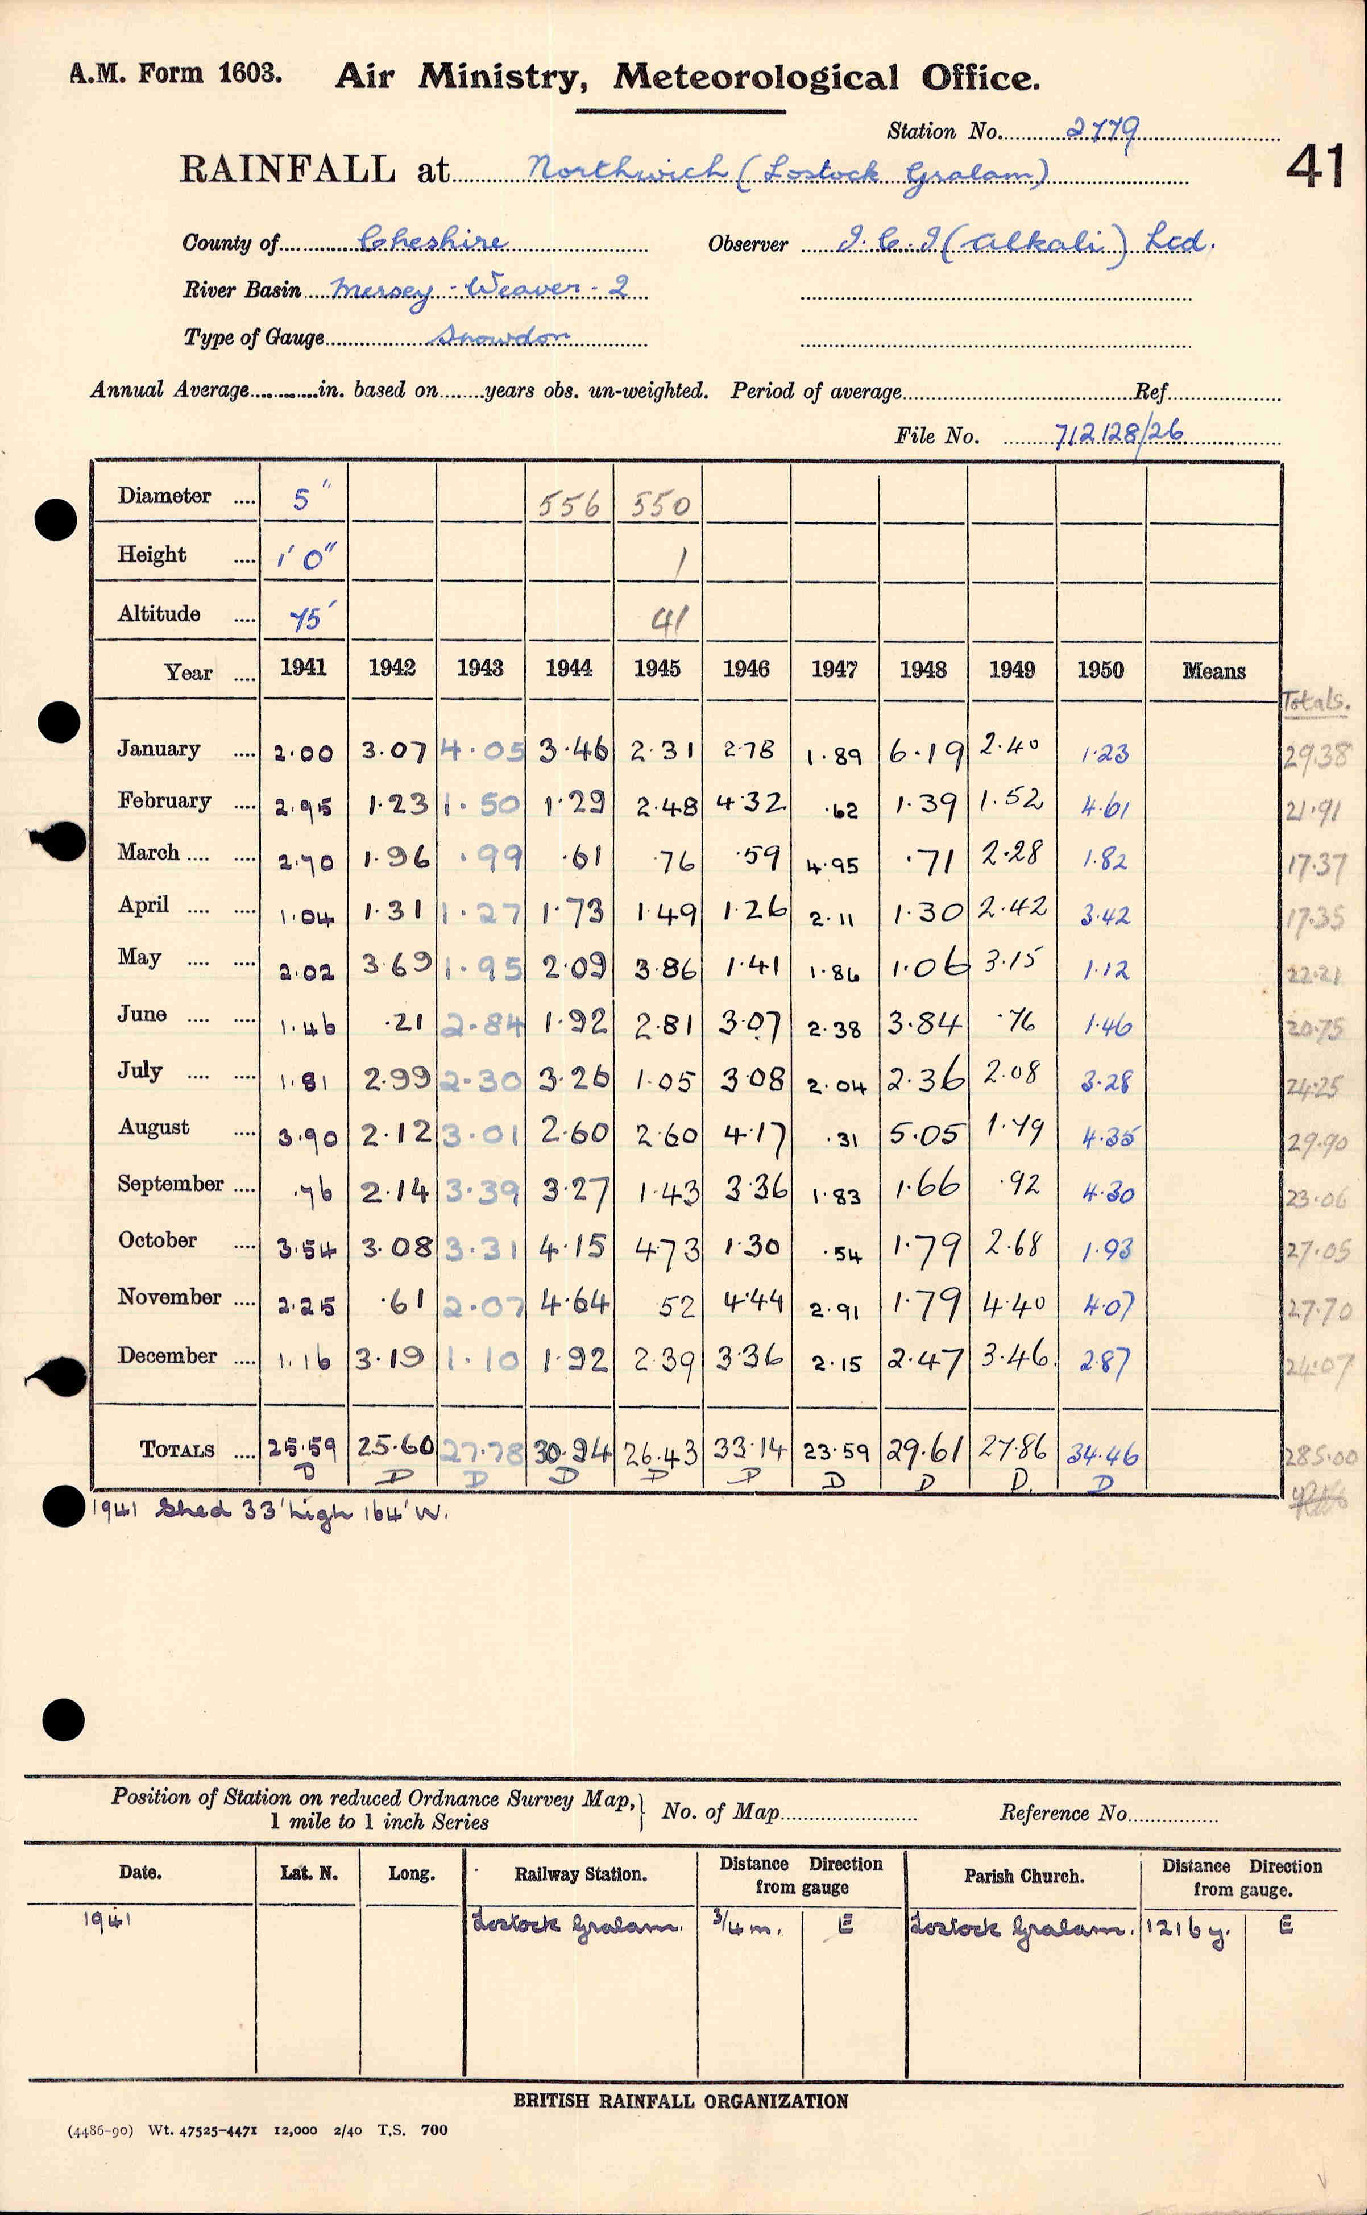 A.M. Form 1603. Air Ministry, Meteorological Office.
Station No. 2779
41
RAINFALL at Northwich (Lostock Gralam)
County of Cheshire Observer I.C.I (Alkali) Ltd.
River Basin Mersey - Weaver - 2
Type of Gauge Snowdon
Annual Average in. based on years obs. un-weighted. Period of average Ref.
File No. 712128/26
Diameter .... 5" 556 550
Height .... 1' 0" 1
Altitude .... 75' 41
Year .... 1941 1942 1943 1944 1945 1946 1947 1948 1949 1950 Means
Totals.
January .... 2.00 3.07 4.05 3.46 2.31 2.78 1.89 6.19 2.40 1.23 29.38
February .... 2.95 1.23 1.50 1.29 2.48 4.32 .62 1.39 1.52 4.61 21.91
March .... .... 2.70 1.96 .99 .61 .76 .59 4.95 .71 2.28 1.82 17.37
April .... .... 1.04 1.31 1.27 1.73 1.49 1.26 2.11 1.30 2.42 3.42 17.35
May .... .... 2.02 3.69 1.95 2.09 3.86 1.41 1.86 1.06 3.15 1.12 22.21
June .... .... 1.46 .21 2.84 1.92 2.81 3.07 2.38 3.84 .76 1.46 20.75
July .... .... 1.81 2.99 2.30 3.26 1.05 3.08 2.04 2.36 2.08 3.28 24.25
August .... 3.90 2.12 3.01 2.60 2.60 4.17 .31 5.05 1.79 4.35 29.90
September .... .76 2.14 3.39 3.27 1.43 3.36 1.83 1.66 .92 4.30 23.06
October .... 3.54 3.08 3.31 4.15 4.73 1.30 .54 1.79 2.68 1.93 27.05
November .... 2.25 .61 2.07 4.64 52 4.44 2.91 1.79 4.40 4.07 27.70
December .... 1.16 3.19 1.10 1.92 2.39 3.36 2.15 2.47 3.46. 2.87 24.07
TOTALS .... 25.59 25.60 27.78 30.94 26.43 33.14 23.59 29.61 27.86 34.46 285.00
D D D D D D D D D. D
1941 Shed 33' high 164' W.
Position of Station on reduced Ordnance Survey Map, 1 mile to 1 inch Series } No. of Map Reference No.
Date. Lat. N. Long. Railway Station. Distance Direction from gauge Parish Church. Distance Direction from gauge.
1941 Lostock Gralam. 3/4 m. E Lostock Gralam. 1216 y. E
BRITISH RAINFALL ORGANIZATION
(4486-90) Wt. 47525-4471 12,000 2/40 T.S. 700